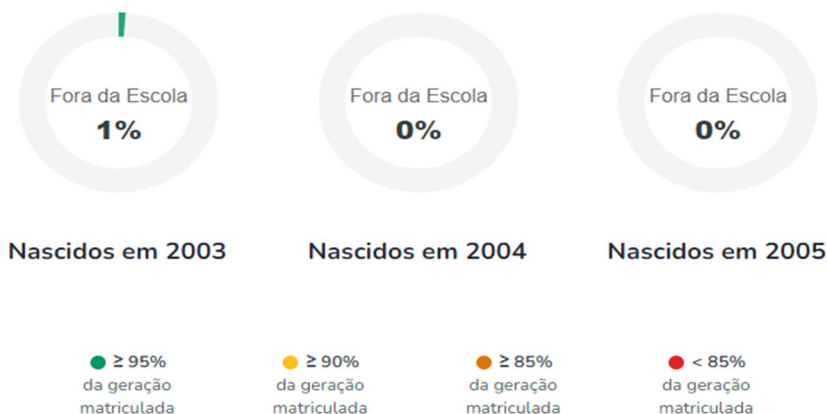 Fora da Escola
1%
Fora da Escola
0%
Fora da Escola
0%
Nascidos em 2003
Nascidos em 2004
Nascidos em 2005
≥ 95%
da geração
matriculada
≥ 90%
da geração
matriculada
≥ 85%
da geração
matriculada
< 85%
da geração
matriculada